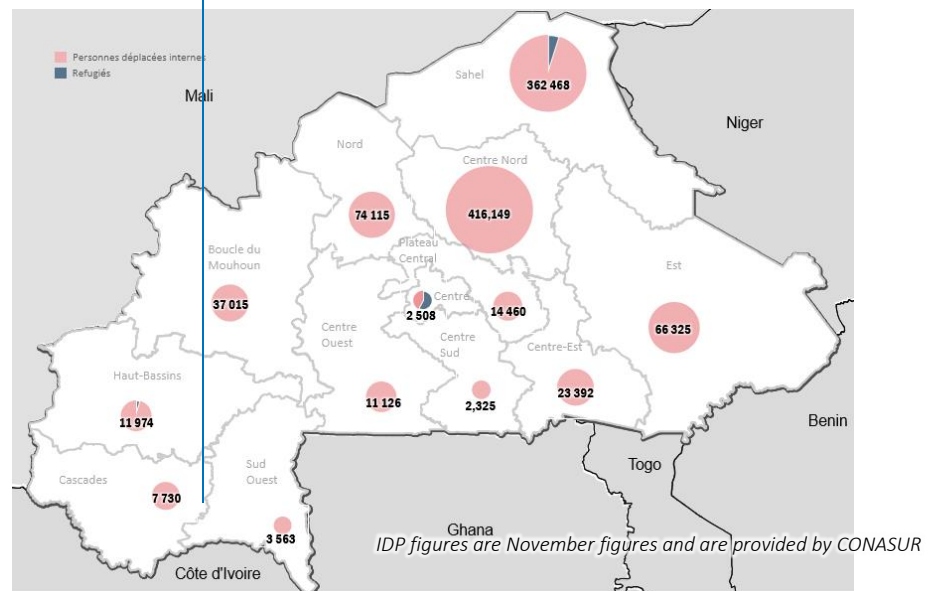 Personnes déplacées internes
Refugiés
Mali
Sahel
362 468
Niger
Nord
Centre Nord
74 115
416,149
Plateau
Central
Boucle du
Mouhoun
Est
37 015
Centre
2 508
14 460
Centre
Ouest
Centre
Sud
Centre-Est
66 325
Haut-Bassins
11 974
11 126
2,325
23 392
Benin
Cascades
7 730
Sud
Ouest
Togo
3 563
Ghana
IDP figures are November figures and are provided by CONASUR
Côte d'Ivoire